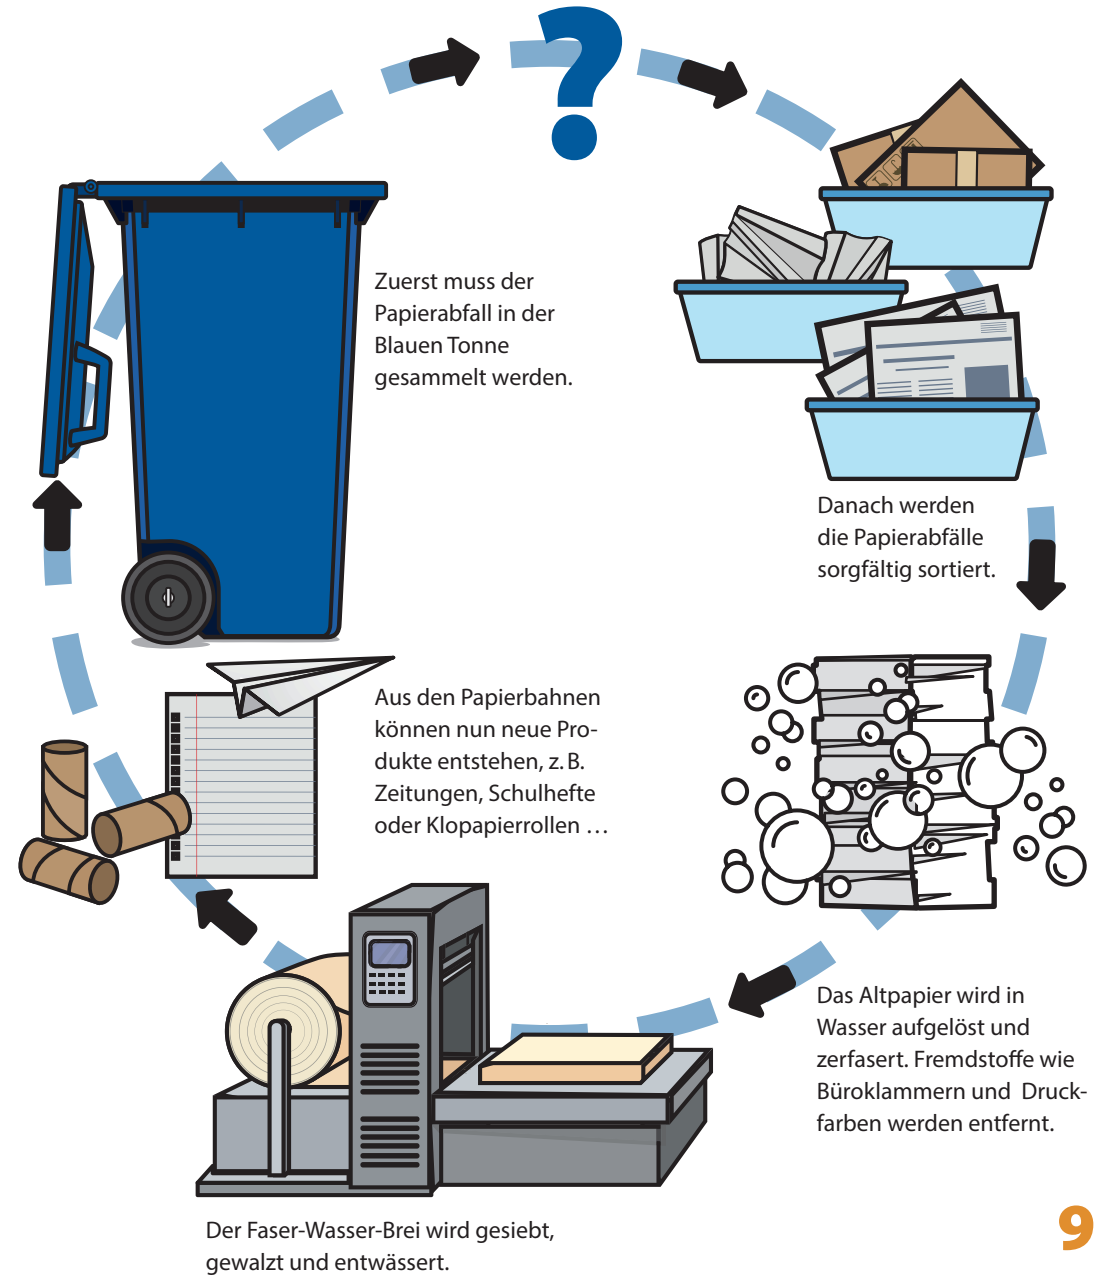 ?
Zuerst muss der
Papierabfall in der
Blauen Tonne
gesammelt werden.
Danach werden
die Papierabfälle
sorgfältig sortiert.
Aus den Papierbahnen
können nun neue Pro-
dukte entstehen, z. B.
Zeitungen, Schulhefte
oder Klopapierrollen …
Das Altpapier wird in
Wasser aufgelöst und
zerfasert. Fremdstoffe wie
Büroklammern und Druck-
farben werden entfernt.
Der Faser-Wasser-Brei wird gesiebt,
gewalzt und entwässert.
9